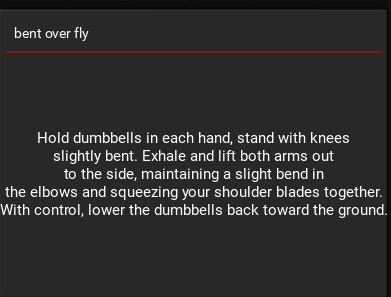 bent over fly
Hold dumbbells in each hand, stand with knees
slightly bent. Exhale and lift both arms out
to the side, maintaining a slight bend in
the elbows and squeezing your shoulder blades together.
With control, lower the dumbbells back toward the ground.